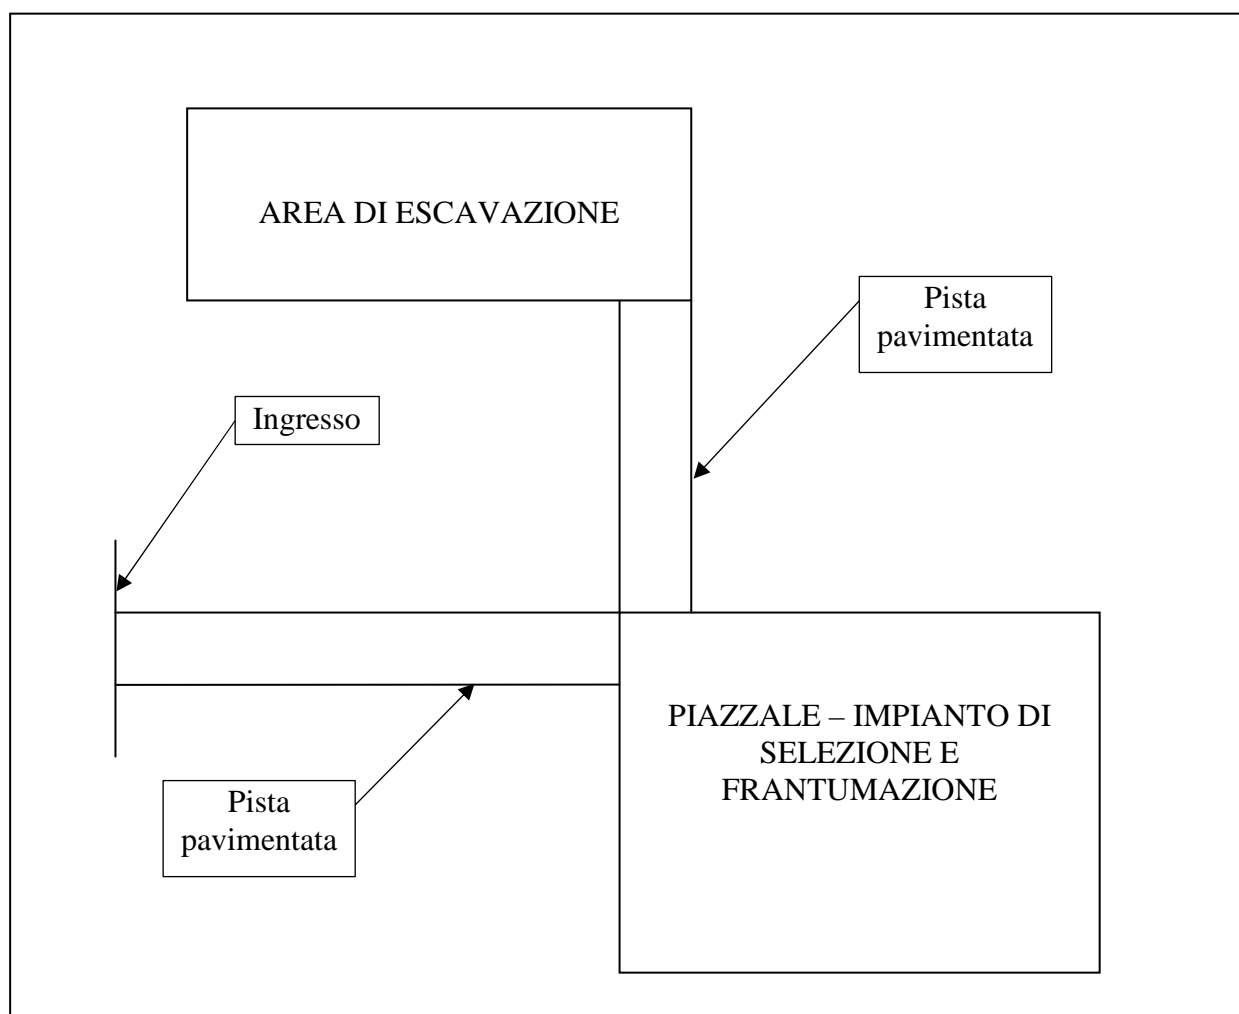 AREA DI ESCAVAZIONE
Pista
pavimentata
Ingresso
PIAZZALE – IMPIANTO DI
SELEZIONE E
FRANTUMAZIONE
Pista
pavimentata